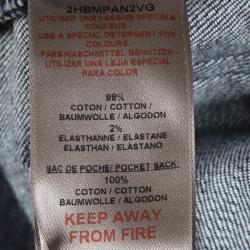 2HBMPAN2VG
UTILISER UNE LESSIVE SPECIALE
COULEUR -
USE A SPECIAL DETERGENT FOR
COLOURS -
FARBWASCHMITTEL BENUTZEN -
UTILIZAR UNA LEJIA ESPECIAL
PARA COLOR
98%
COTON / COTTON /
BAUMWOLLE / ALGODON
2%
ELASTHANNE / ELASTANE
ELASTHAN / ELASTANO
SAC DE POCHE/ POCKET SACK:
100%
COTON / COTTON /
BAUMWOLLE / ALGODON
KEEP AWAY
FROM FIRE